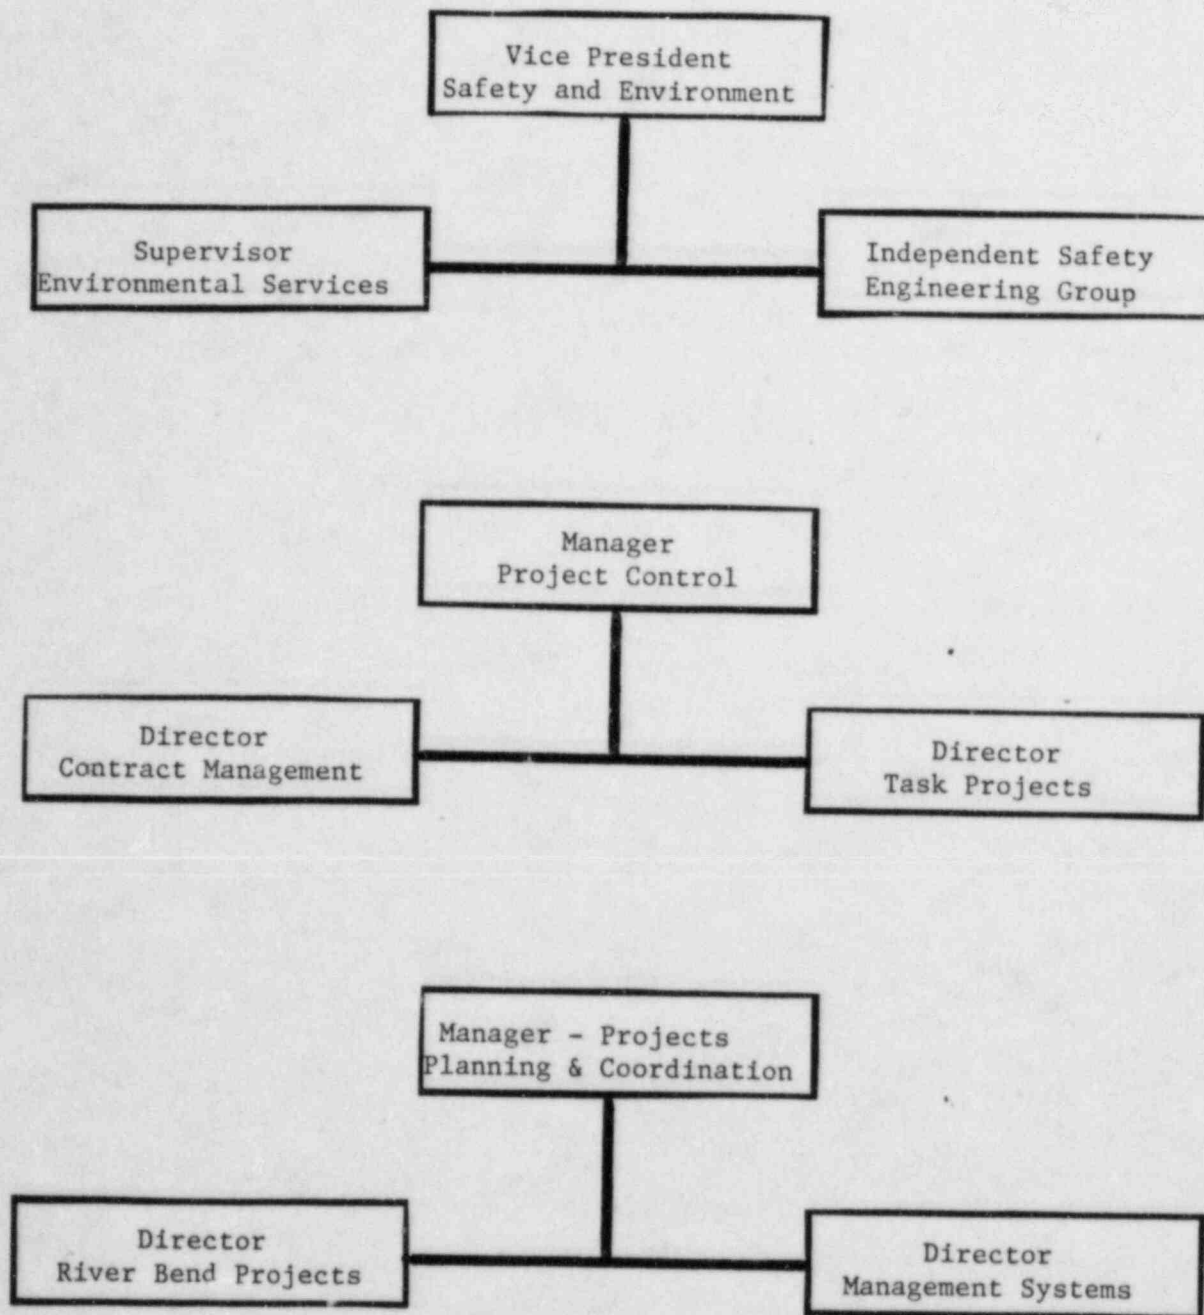 Vice President
Safety and Environment
Supervisor
Environmental Services
Independent Safety
Engineering Group
Manager
Project Control
Director
Contract Management
Director
Task Projects
Manager - Projects
Planning & Coordination
Director
River Bend Projects
Director
Management Systems